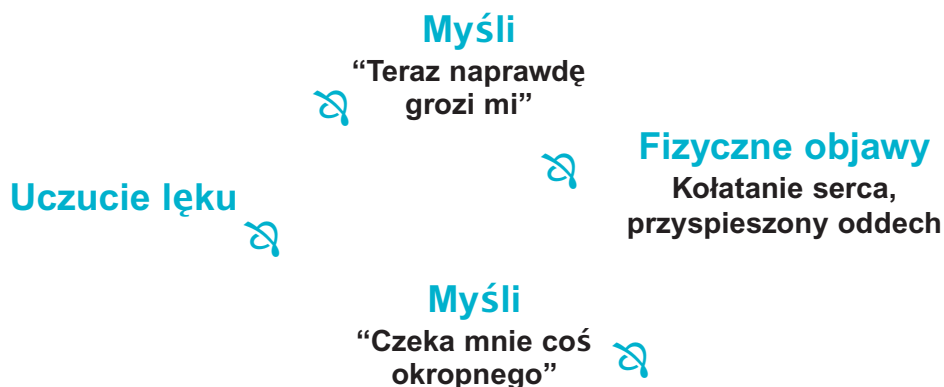 Myśli
“Teraz naprawdę
grozi mi”
Fizyczne objawy
Kołatanie serca,
przyspieszony oddech
Uczucie lęku
Myśli
“Czeka mnie coś
okropnego”